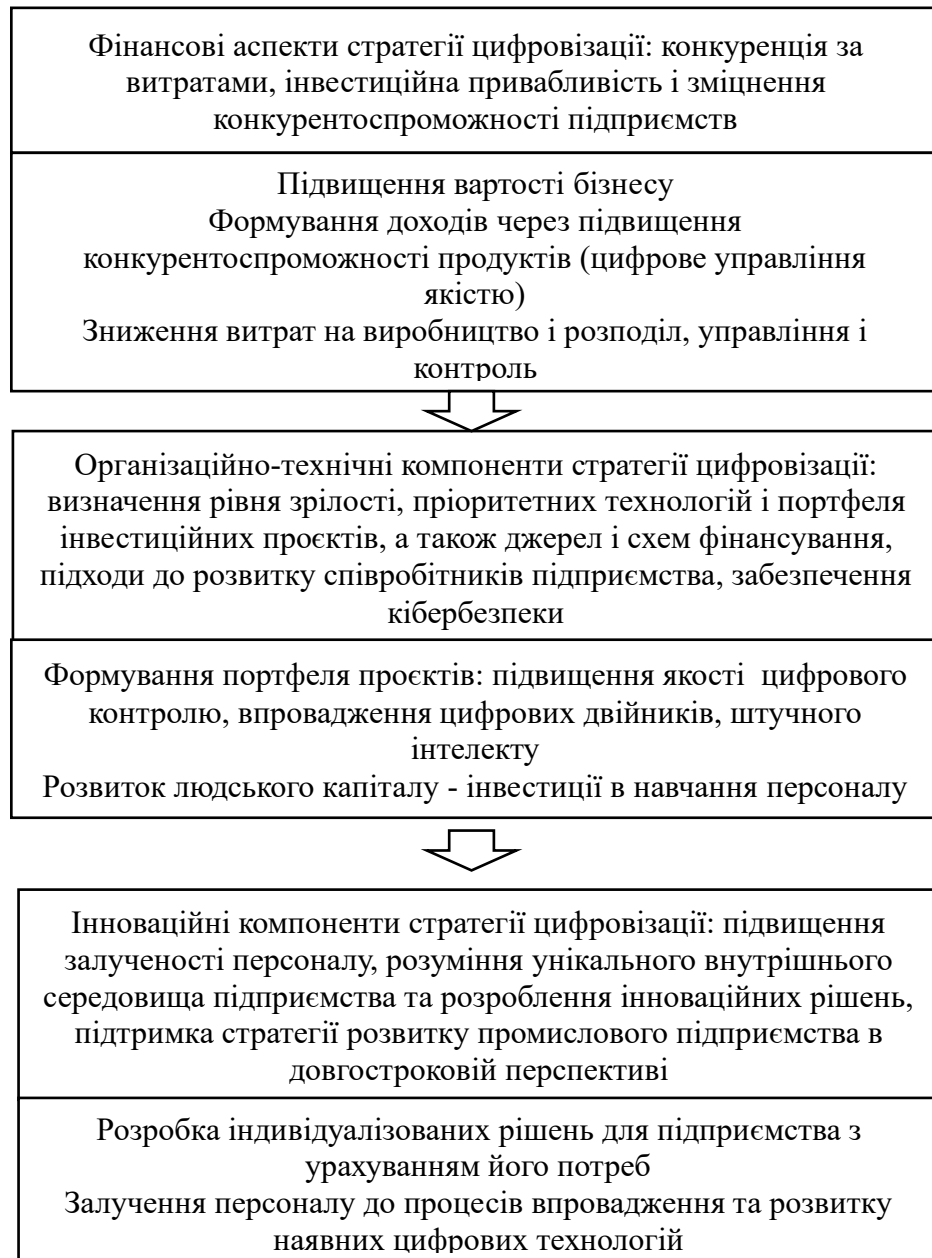 Фінансові аспекти стратегії цифровізації: конкуренція за
витратами, інвестиційна привабливість і зміцнення
конкурентоспроможності підприємств
Підвищення вартості бізнесу
Формування доходів через підвищення
конкурентоспроможності продуктів (цифрове управління
якістю)
Зниження витрат на виробництво і розподіл, управління і
контроль
Організаційно-технічні компоненти стратегії цифровізації:
визначення рівня зрілості, пріоритетних технологій і портфеля
інвестиційних проєктів, а також джерел і схем фінансування,
підходи до розвитку співробітників підприємства, забезпечення
кібербезпеки
Формування портфеля проєктів: підвищення якості  цифрового
контролю, впровадження цифрових двійників, штучного
інтелекту
Розвиток людського капіталу - інвестиції в навчання персоналу
Інноваційні компоненти стратегії цифровізації: підвищення
залученості персоналу, розуміння унікального внутрішнього
середовища підприємства та розроблення інноваційних рішень,
підтримка стратегії розвитку промислового підприємства в
довгостроковій перспективі
Розробка індивідуалізованих рішень для підприємства з
урахуванням його потреб
Залучення персоналу до процесів впровадження та розвитку
наявних цифрових технологій